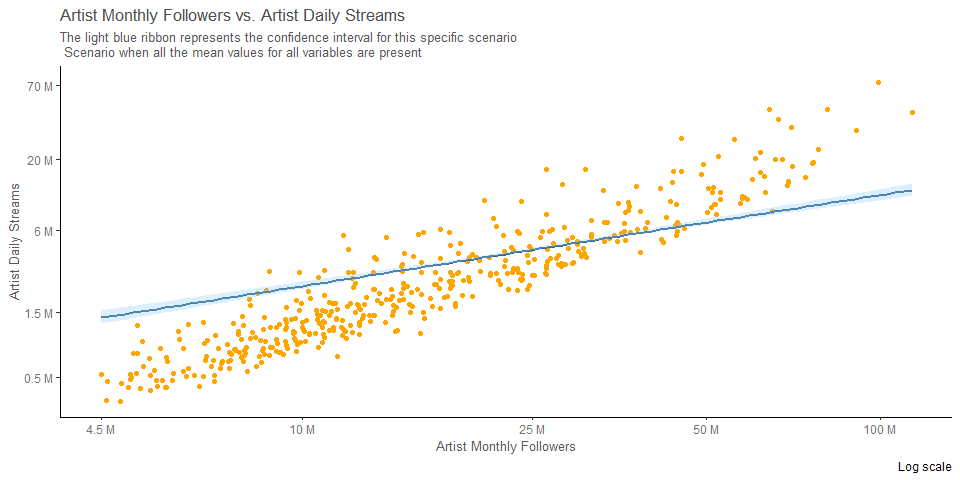 Artist Monthly Followers vs. Artist Daily Streams
The light blue ribbon represents the confidence interval for this specific scenario
Scenario when all the mean values for all variables are present
70 M
20 M
6 M
1.5 M
0.5 M
Artist Daily Streams
4.5 M 10 M 25 M 50 M 100 M
Artist Monthly Followers
Log scale